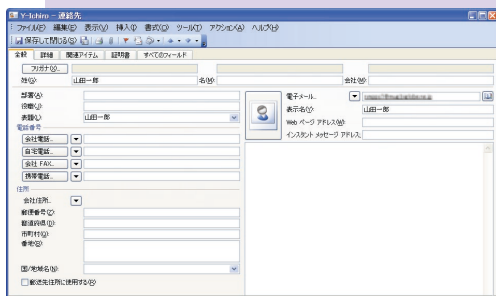 Y-Ichiro - 連絡先
ファイル(F) 編集(E) 表示(V) 挿入(I) 書式(O) ツール(T) アクション(A) ヘルプ(H)
保存して閉じる(S)
全般 詳細 関連アイテム 証明書 すべてのフィールド
フリガナ(Q)...
姓(G): 山田一郎 名(M): 会社(M):
部署(A):
役職(J):
表題(L): 山田一郎
電話番号
会社電話...
自宅電話...
会社 FAX...
携帯電話...
住所
会社住所...
郵便番号(Z):
都道府県(D):
市町村(Q):
番地(B):
国/地域名(N):
郵送先住所に使用する(R)
電子メール...
表示名(Y): 山田一郎
Web ページ アドレス(W):
インスタント メッセージ アドレス: